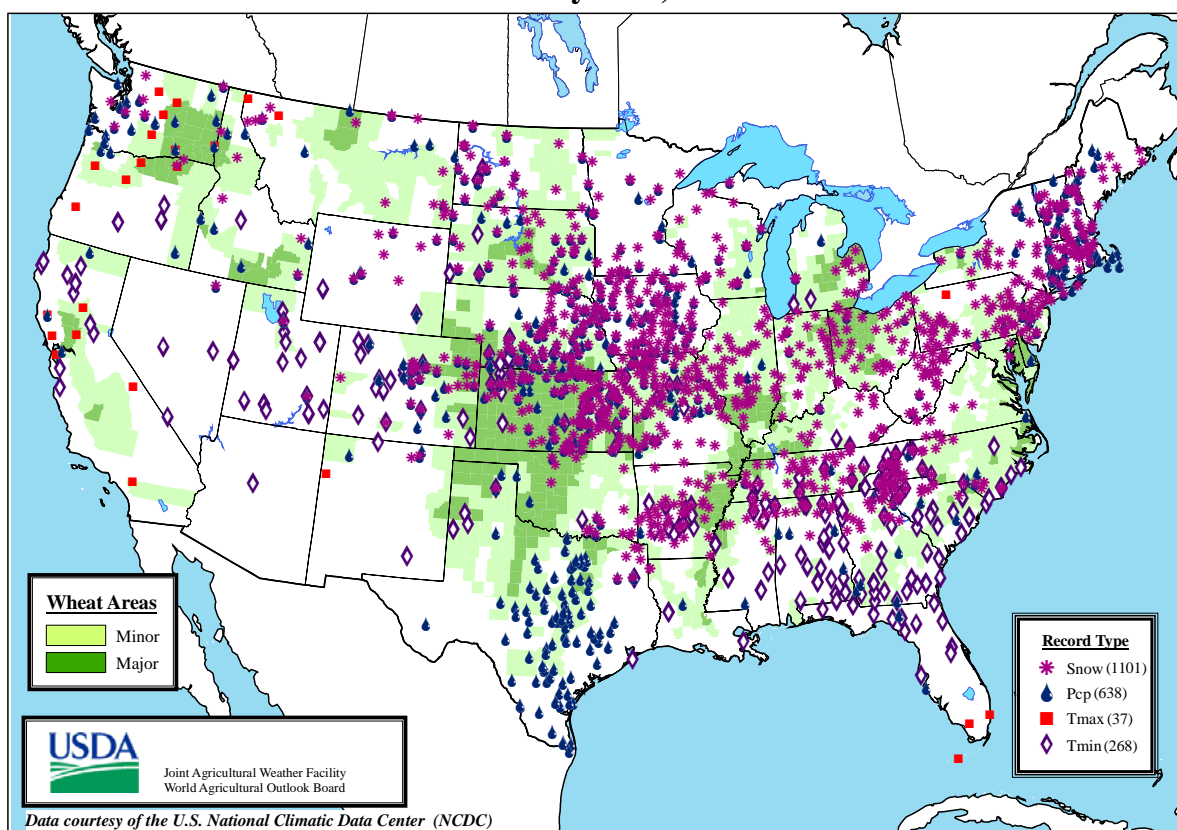 Wheat Areas
Minor
Major
Record Type
Snow (1101)
Pcp (638)
Tmax (37)
Tmin (268)
USDA
Joint Agricultural Weather Facility
World Agricultural Outlook Board
Data courtesy of the U.S. National Climatic Data Center (NCDC)